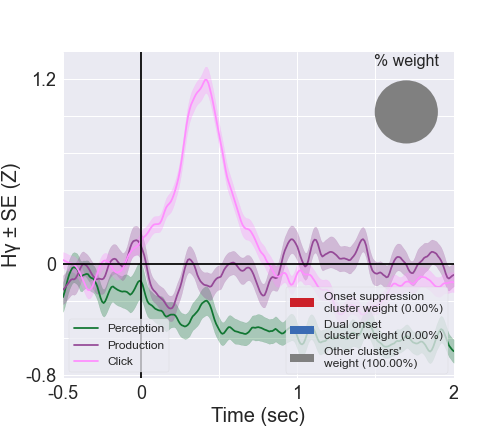 % weight
1.2
0
-0.8
Hγ ± SE (Z)
Onset suppression
cluster weight (0.00%)
Dual onset
cluster weight (0.00%)
Other clusters'
weight (100.00%)
Perception
Production
Click
-0.5
0
1
2
Time (sec)